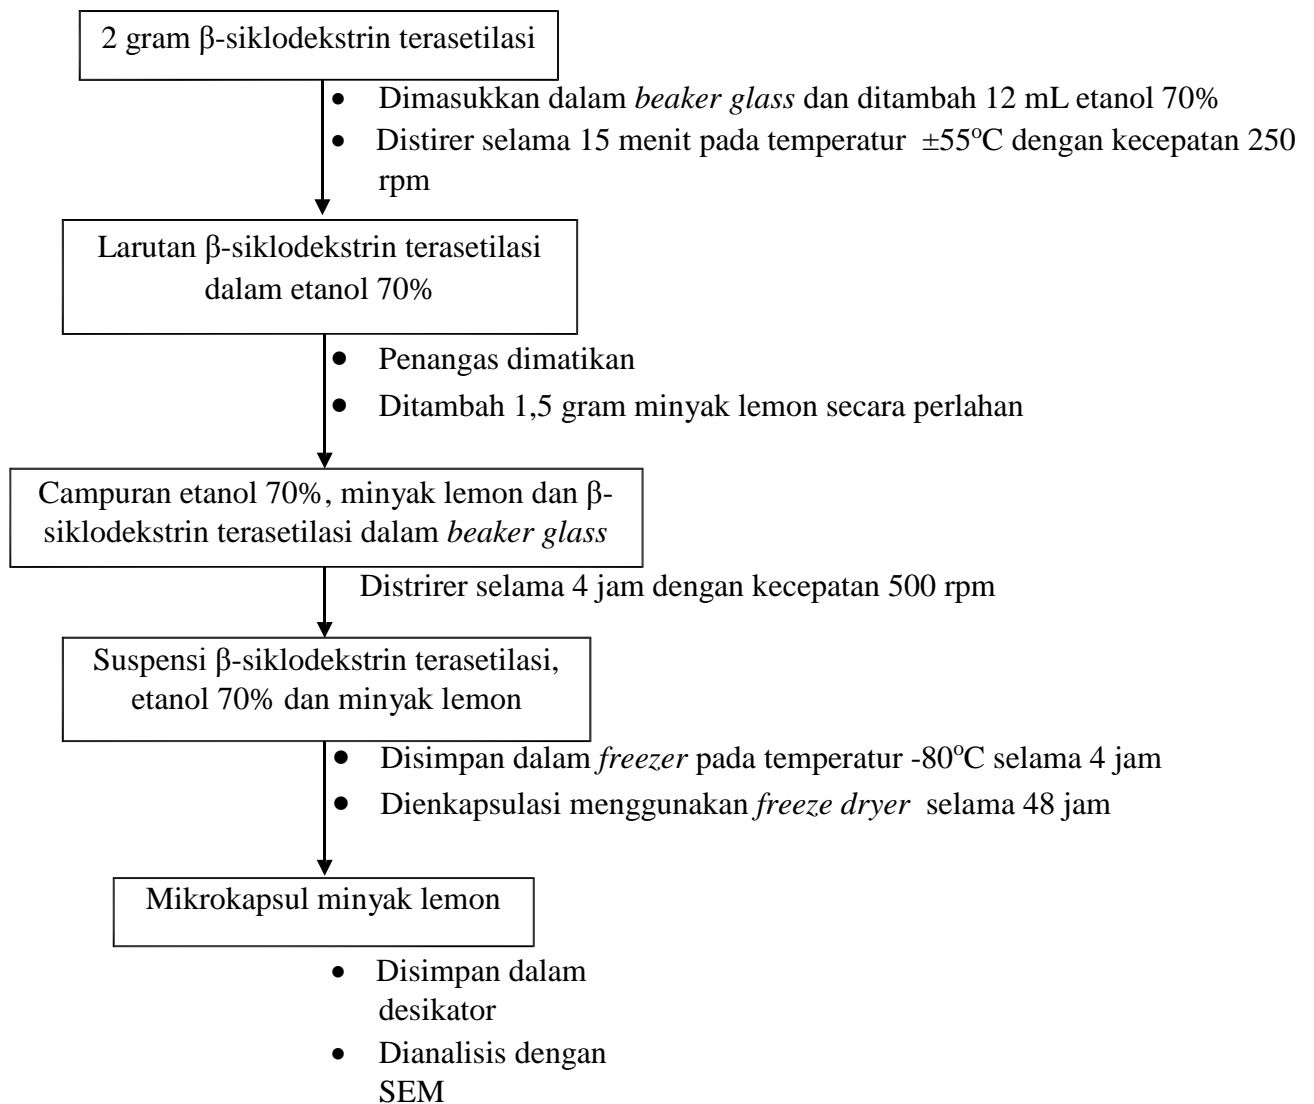 2 gram β-siklodekstrin terasetilasi
• Dimasukkan dalam beaker glass dan ditambah 12 mL etanol 70%
• Distirer selama 15 menit pada temperatur ±55°C dengan kecepatan 250
rpm
Larutan β-siklodekstrin terasetilasi
dalam etanol 70%
• Penangas dimatikan
• Ditambah 1,5 gram minyak lemon secara perlahan
Campuran etanol 70%, minyak lemon dan β-
siklodekstrin terasetilasi dalam beaker glass
Distrirer selama 4 jam dengan kecepatan 500 rpm
Suspensi β-siklodekstrin terasetilasi,
etanol 70% dan minyak lemon
• Disimpan dalam freezer pada temperatur -80°C selama 4 jam
• Dienkapsulasi menggunakan freeze dryer selama 48 jam
Mikrokapsul minyak lemon
• Disimpan dalam
desikator
• Dianalisis dengan
SEM